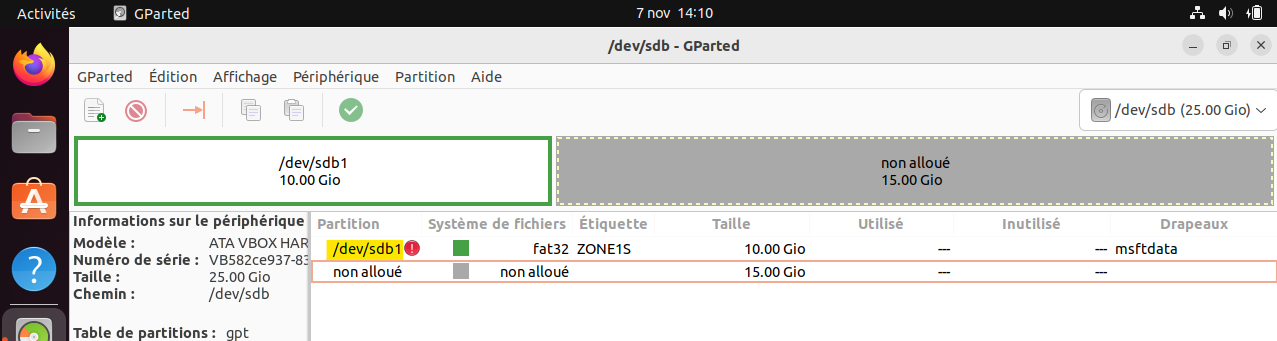 Activités GParted 7 nov 14:10
/dev/sdb - GParted
GParted Édition Affichage Périphérique Partition Aide
/dev/sdb (25.00 Gio)
/dev/sdb1 non alloué
10.00 Gio 15.00 Gio
Informations sur le périphérique
Modèle : ATA VBOX HAR
Numéro de série : VB582ce937-83
Taille : 25.00 Gio
Chemin : /dev/sdb
Table de partitions : gpt
Partition Système de fichiers Étiquette Taille Utilisé Inutilisé Drapeaux
/dev/sdb1 fat32 ZONE1S 10.00 Gio --- --- msftdata
non alloué non alloué 15.00 Gio --- ---